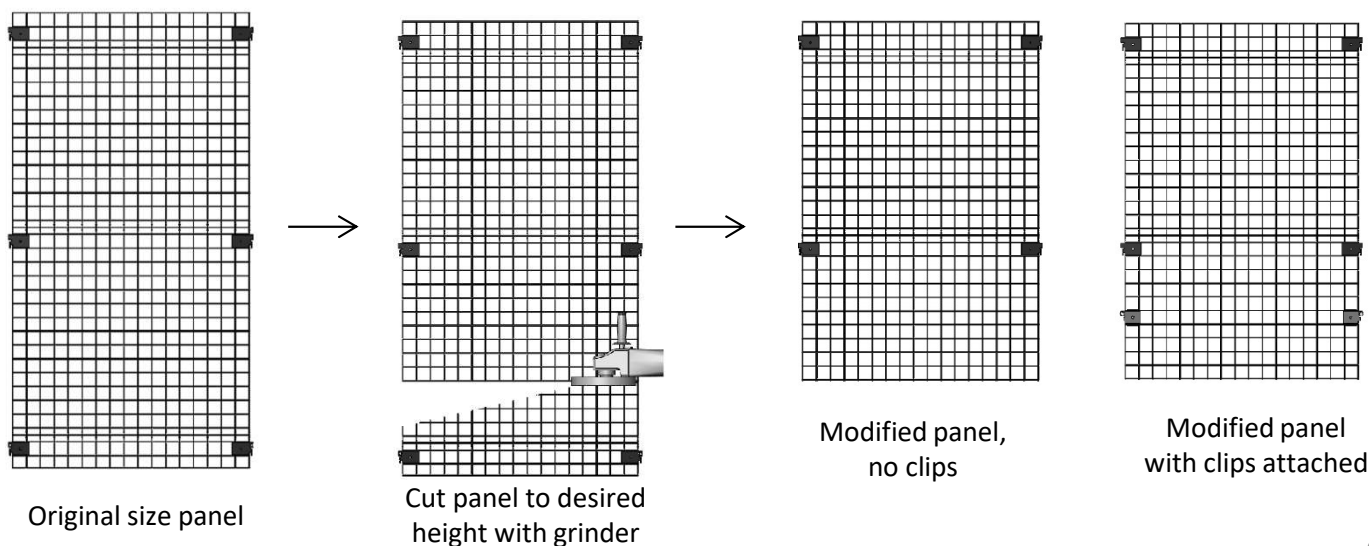 Original size panel
Cut panel to desired
height with grinder
Modified panel,
no clips
Modified panel
with clips attached